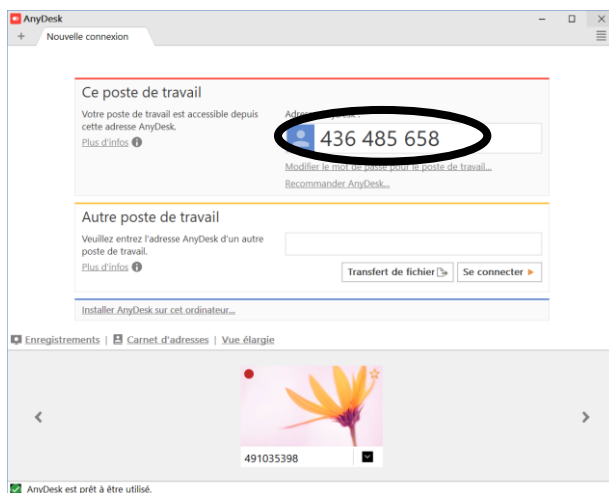 AnyDesk
Nouvelle connexion
Ce poste de travail
Votre poste de travail est accessible depuis
cette adresse AnyDesk.
Plus d'infos
Adresse AnyDesk :
436 485 658
Modifier le mot de passe pour le poste de travail...
Recommander AnyDesk...
Autre poste de travail
Veuillez entrez l'adresse AnyDesk d'un autre
poste de travail.
Plus d'infos
Transfert de fichier
Se connecter
Installer AnyDesk sur cet ordinateur...
Enregistrements | Carnet d'adresses | Vue élargie
491035398
AnyDesk est prêt à être utilisé.